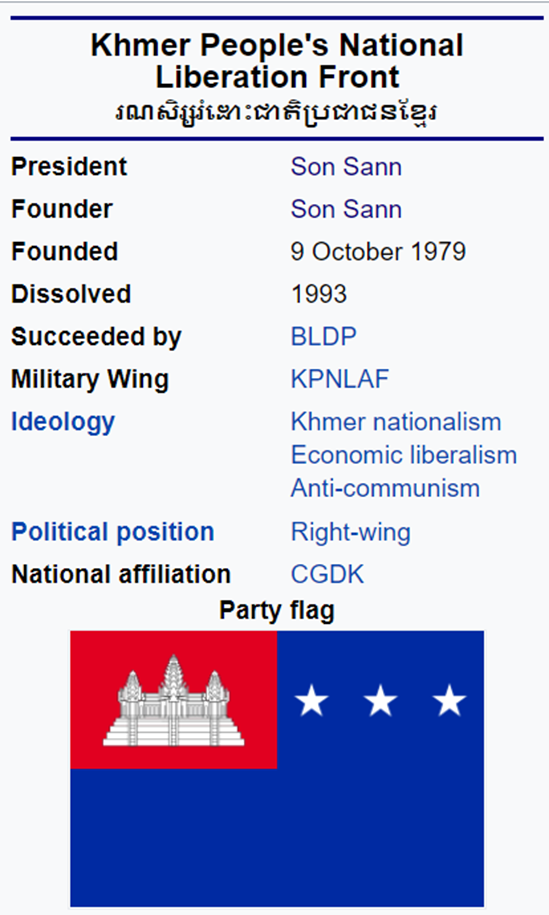 Khmer People's National
Liberation Front
រណសិរ្សរំដោះជាតិប្រជាជនខ្មែរ
President Son Sann
Founder Son Sann
Founded 9 October 1979
Dissolved 1993
Succeeded by BLDP
Military Wing KPNLAF
Ideology Khmer nationalism
Economic liberalism
Anti-communism
Political position Right-wing
National affiliation CGDK
Party flag